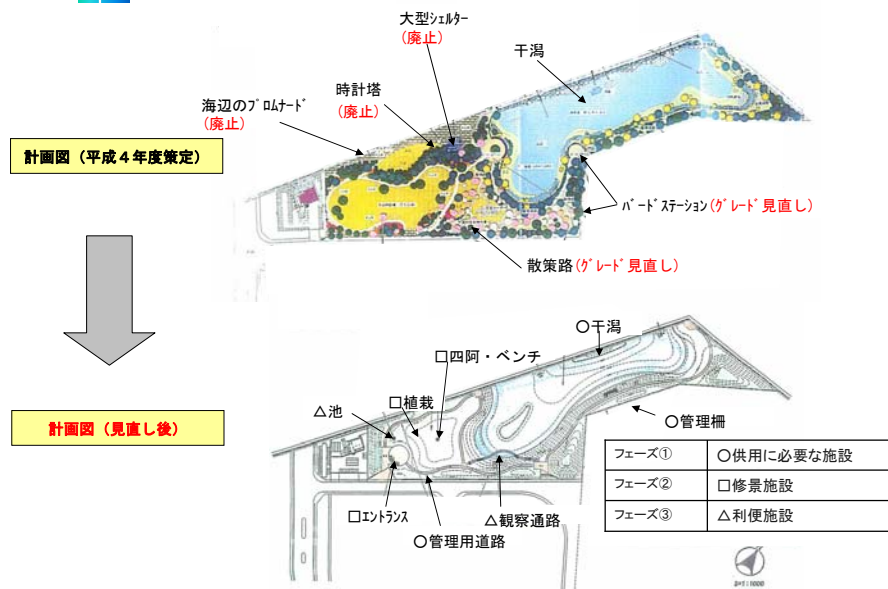 大型シェルター
(廃止)
干潟
時計塔
(廃止)
海辺のプロムナード
(廃止)
計画図（平成４年度策定）
バードステーション(グレード見直し)
散策路(グレード見直し)
〇干潟
□四阿・ベンチ
□植栽
△池
〇管理柵
計画図（見直し後）
フェーズ① 〇供用に必要な施設
フェーズ② □修景施設
フェーズ③ △利便施設
□エントランス
△観察通路
〇管理用道路